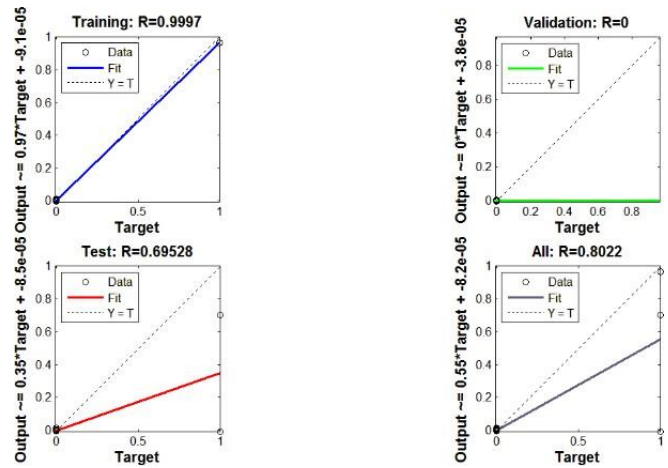 Training: R=0.9997
Output ~= 0.97*Target + -9.1e-05
1
0.8
0.6
0.4
0.2
0
Data
Fit
Y = T
0
0.5
1
Target
Validation: R=0
Output ~= 0*Target + -3.8e-05
0.8
0.6
0.4
0.2
0
Data
Fit
Y = T
0
0.2
0.4
0.6
0.8
Target
Test: R=0.69528
Output ~= 0.35*Target + -8.5e-05
1
0.8
0.6
0.4
0.2
0
Data
Fit
Y = T
0
0.5
1
Target
All: R=0.8022
Output ~= 0.55*Target + -8.2e-05
1
0.8
0.6
0.4
0.2
0
Data
Fit
Y = T
0
0.5
1
Target